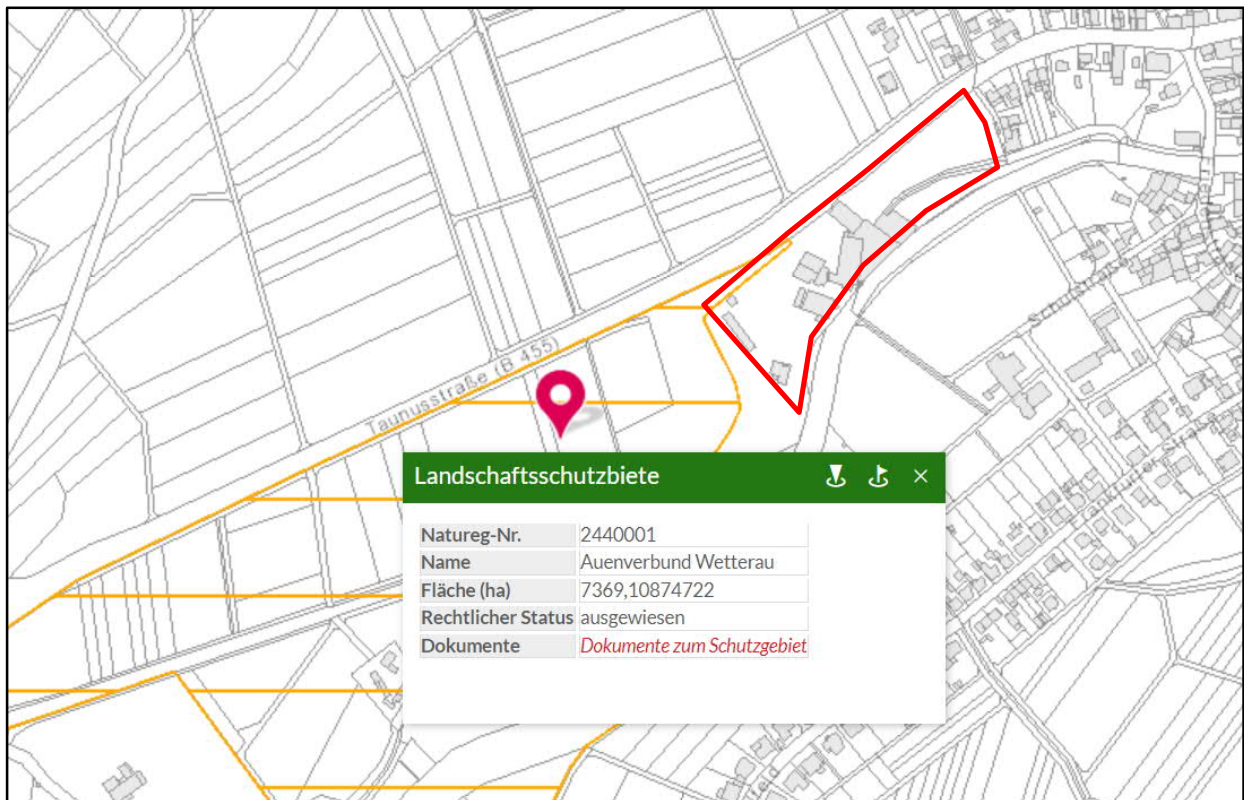 Taunusstraße (B 455)
Landschaftsschutzbiete
Natureg-Nr. 2440001
Name Auenverbund Wetterau
Fläche (ha) 7369,10874722
Rechtlicher Status ausgewiesen
Dokumente Dokumente zum Schutzgebiet